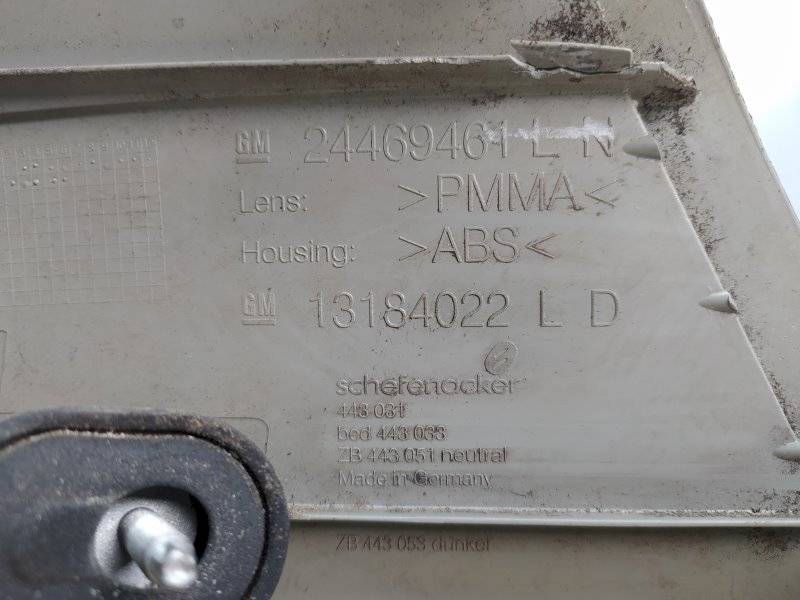 GM 24469461 L N
Lens: >PMMA<
Housing: >ABS<
GM 13184022 L D
schefenacker
443 031
bed 443 033
ZB 443 051 neutral
Made in Germany
ZB 443 053 dunkel